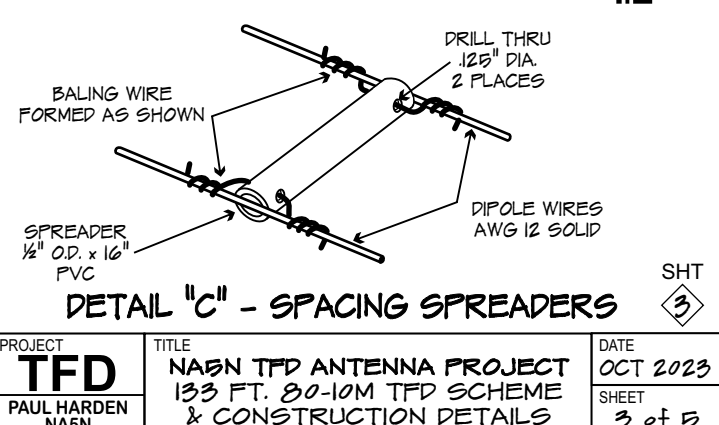 DRILL THRU
.125" DIA.
2 PLACES
BALING WIRE
FORMED AS SHOWN
DIPOLE WIRES
AWG 12 SOLID
SPREADER
½" O.D. x 16"
PVC
SHT
3
DETAIL "C" - SPACING SPREADERS
PROJECT
TFD
PAUL HARDEN
NA5N
TITLE
NA5N TFD ANTENNA PROJECT
133 FT. 80-10M TFD SCHEME
& CONSTRUCTION DETAILS
DATE
OCT 2023
SHEET
3 of 5